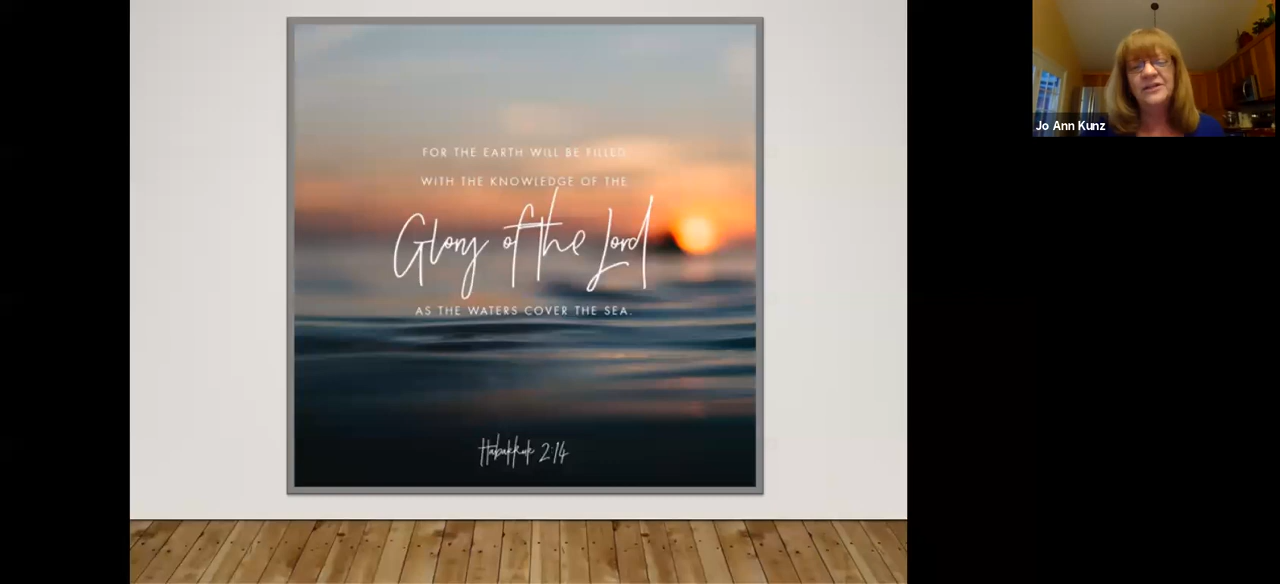 FOR THE EARTH WILL BE FILLED
WITH THE KNOWLEDGE OF THE
Glory of the Lord
AS THE WATERS COVER THE SEA.
Habakkuk 2:14
Jo Ann Kunz